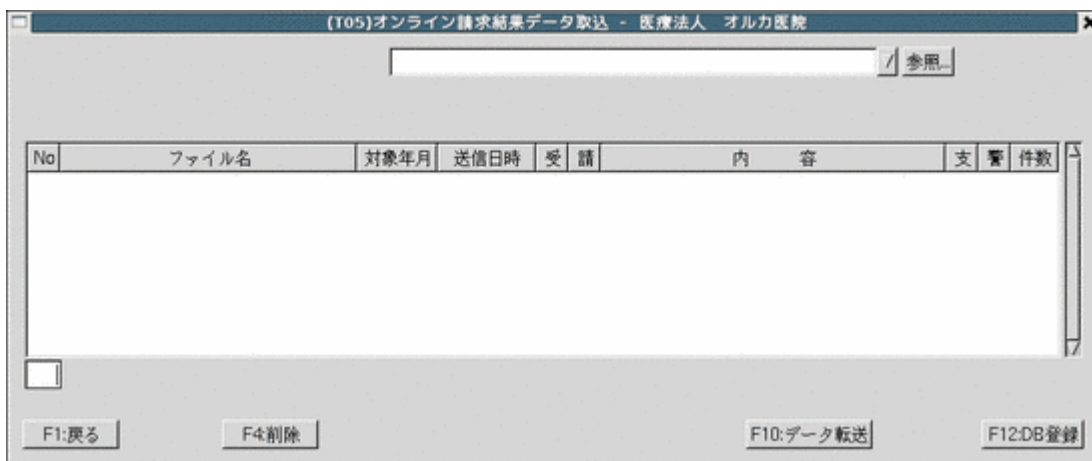 (T05)オンライン請求結果データ取込 - 医療法人　オルカ医院
参照...
No ファイル名 対象年月 送信日時 受 請 内　容 支 警 件数
F1:戻る F4:削除 F10:データ転送 F12:DB登録